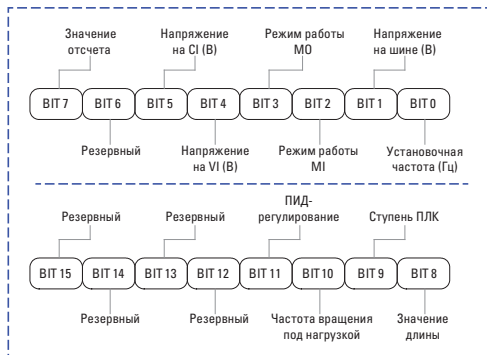 Значение
отсчета
Напряжение
на CI (В)
Режим работы
MO
Напряжение
на шине (В)
BIT 7 BIT 6 BIT 5 BIT 4 BIT 3 BIT 2 BIT 1 BIT 0
Резервный
Напряжение
на VI (В)
Режим работы
MI
Установочная
частота (Гц)
Резервный
Резервный
ПИД-
регулирование
Ступень ПЛК
BIT 15 BIT 14 BIT 13 BIT 12 BIT 11 BIT 10 BIT 9 BIT 8
Резервный
Резервный
Частота вращения
под нагрузкой
Значение
длины